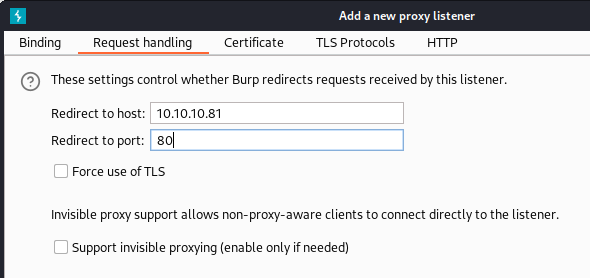 Add a new proxy listener
Binding Request handling Certificate TLS Protocols HTTP
These settings control whether Burp redirects requests received by this listener.
Redirect to host: 10.10.10.81
Redirect to port: 80
Force use of TLS
Invisible proxy support allows non-proxy-aware clients to connect directly to the listener.
Support invisible proxying (enable only if needed)